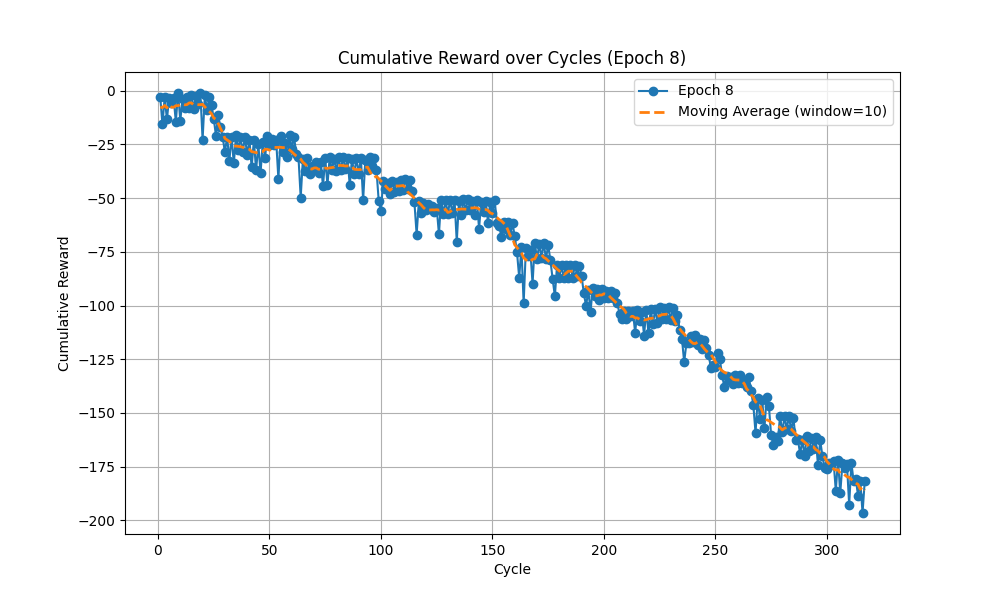 Cumulative Reward over Cycles (Epoch 8)
Epoch 8
Moving Average (window=10)
Cumulative Reward
0
−25
−50
−75
−100
−125
−150
−175
−200
0 50 100 150 200 250 300
Cycle